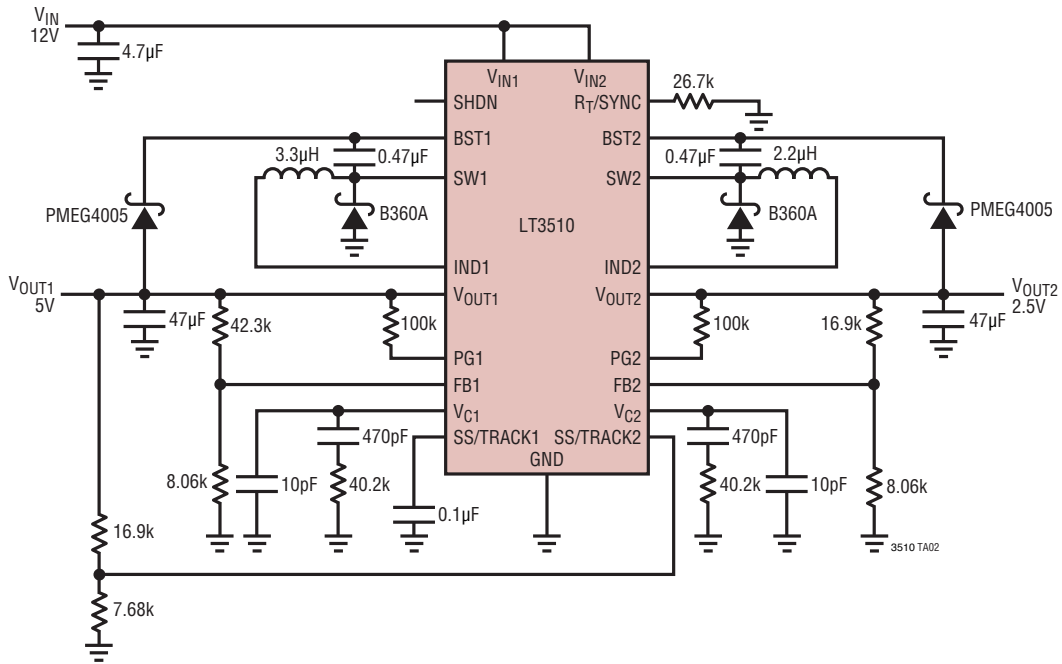 VIN
12V
4.7µF
VIN1
VIN2
SHDN
RT/SYNC
26.7k
BST1
BST2
3.3µH
0.47µF
0.47µF
2.2µH
SW1
SW2
PMEG4005
B360A
LT3510
B360A
PMEG4005
IND1
IND2
VOUT1
5V
VOUT1
VOUT2
VOUT2
2.5V
47µF
42.3k
100k
100k
16.9k
47µF
PG1
PG2
FB1
FB2
VC1
VC2
SS/TRACK1
SS/TRACK2
470pF
470pF
GND
8.06k
10pF
40.2k
40.2k
10pF
8.06k
0.1µF
16.9k
3510 TA02
7.68k